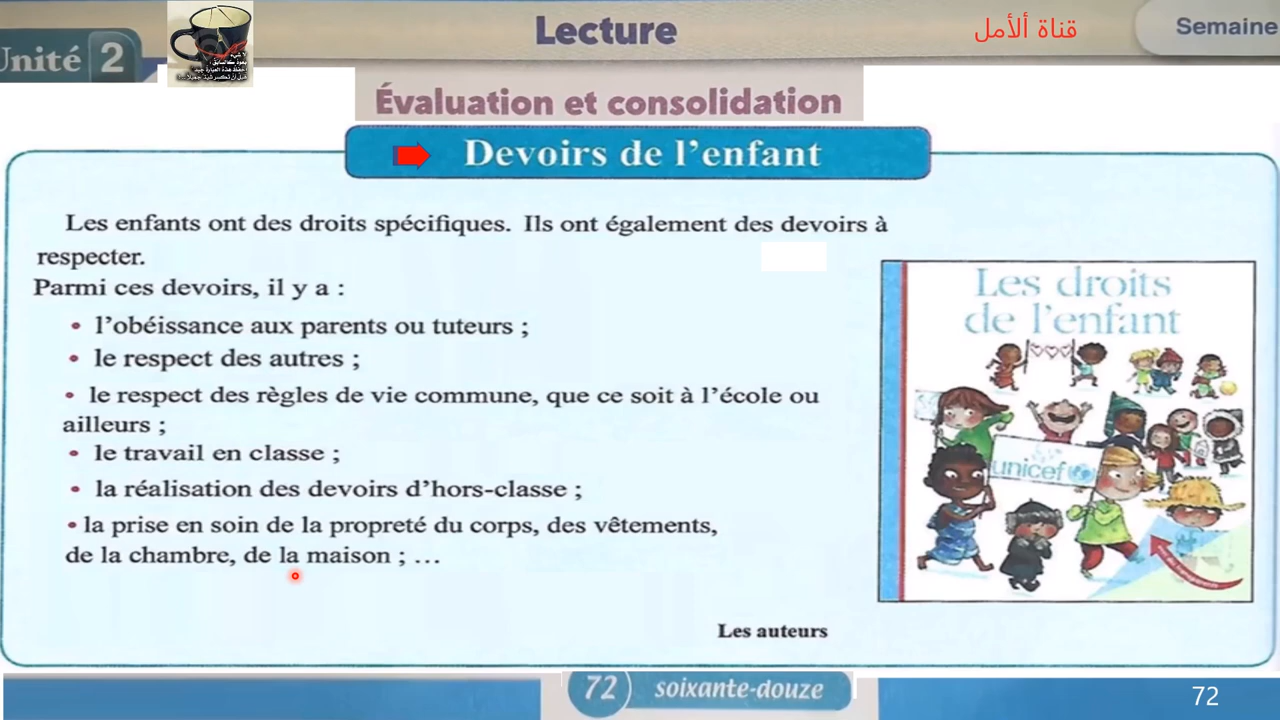 Unité 2
Lecture
قناة ألأمل
Semaine
Évaluation et consolidation
Devoirs de l'enfant
Les enfants ont des droits spécifiques. Ils ont également des devoirs à
respecter.
Parmi ces devoirs, il y a :
• l'obéissance aux parents ou tuteurs ;
• le respect des autres ;
• le respect des règles de vie commune, que ce soit à l'école ou
ailleurs ;
• le travail en classe ;
• la réalisation des devoirs d'hors-classe ;
• la prise en soin de la propreté du corps, des vêtements,
de la chambre, de la maison ; …
Les auteurs
Les droits
de l'enfant
unicef
72 soixante-douze
72